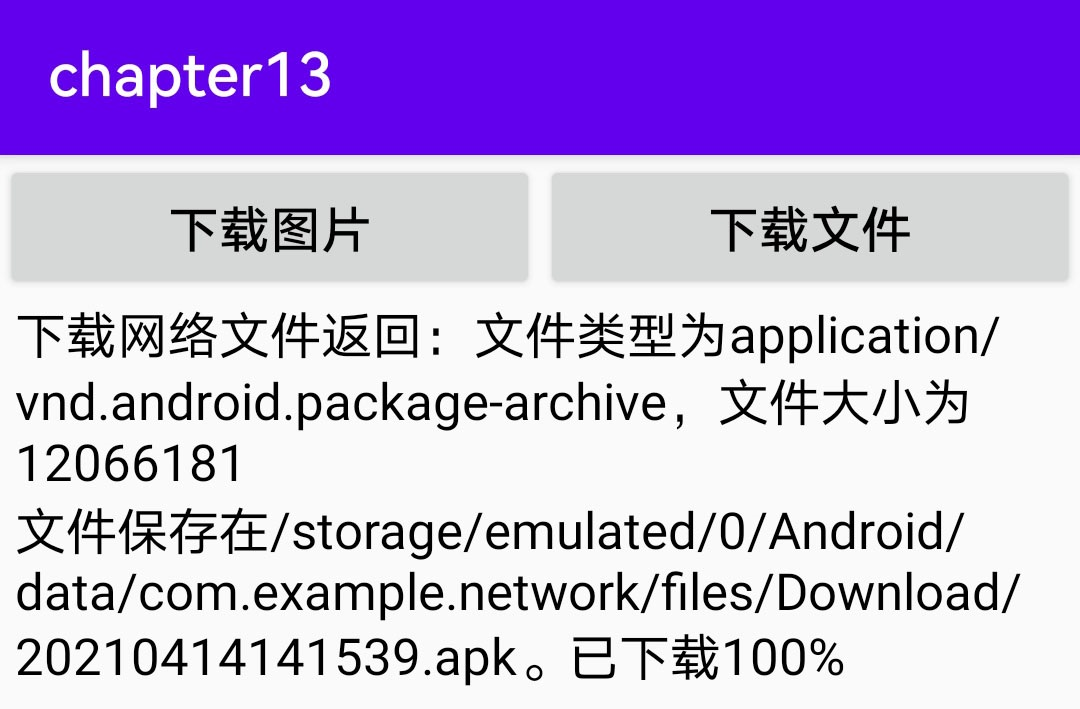 chapter13
下载图片 下载文件
下载网络文件返回：文件类型为application/
vnd.android.package-archive，文件大小为
12066181
文件保存在/storage/emulated/0/Android/
data/com.example.network/files/Download/
20210414141539.apk。已下载100%